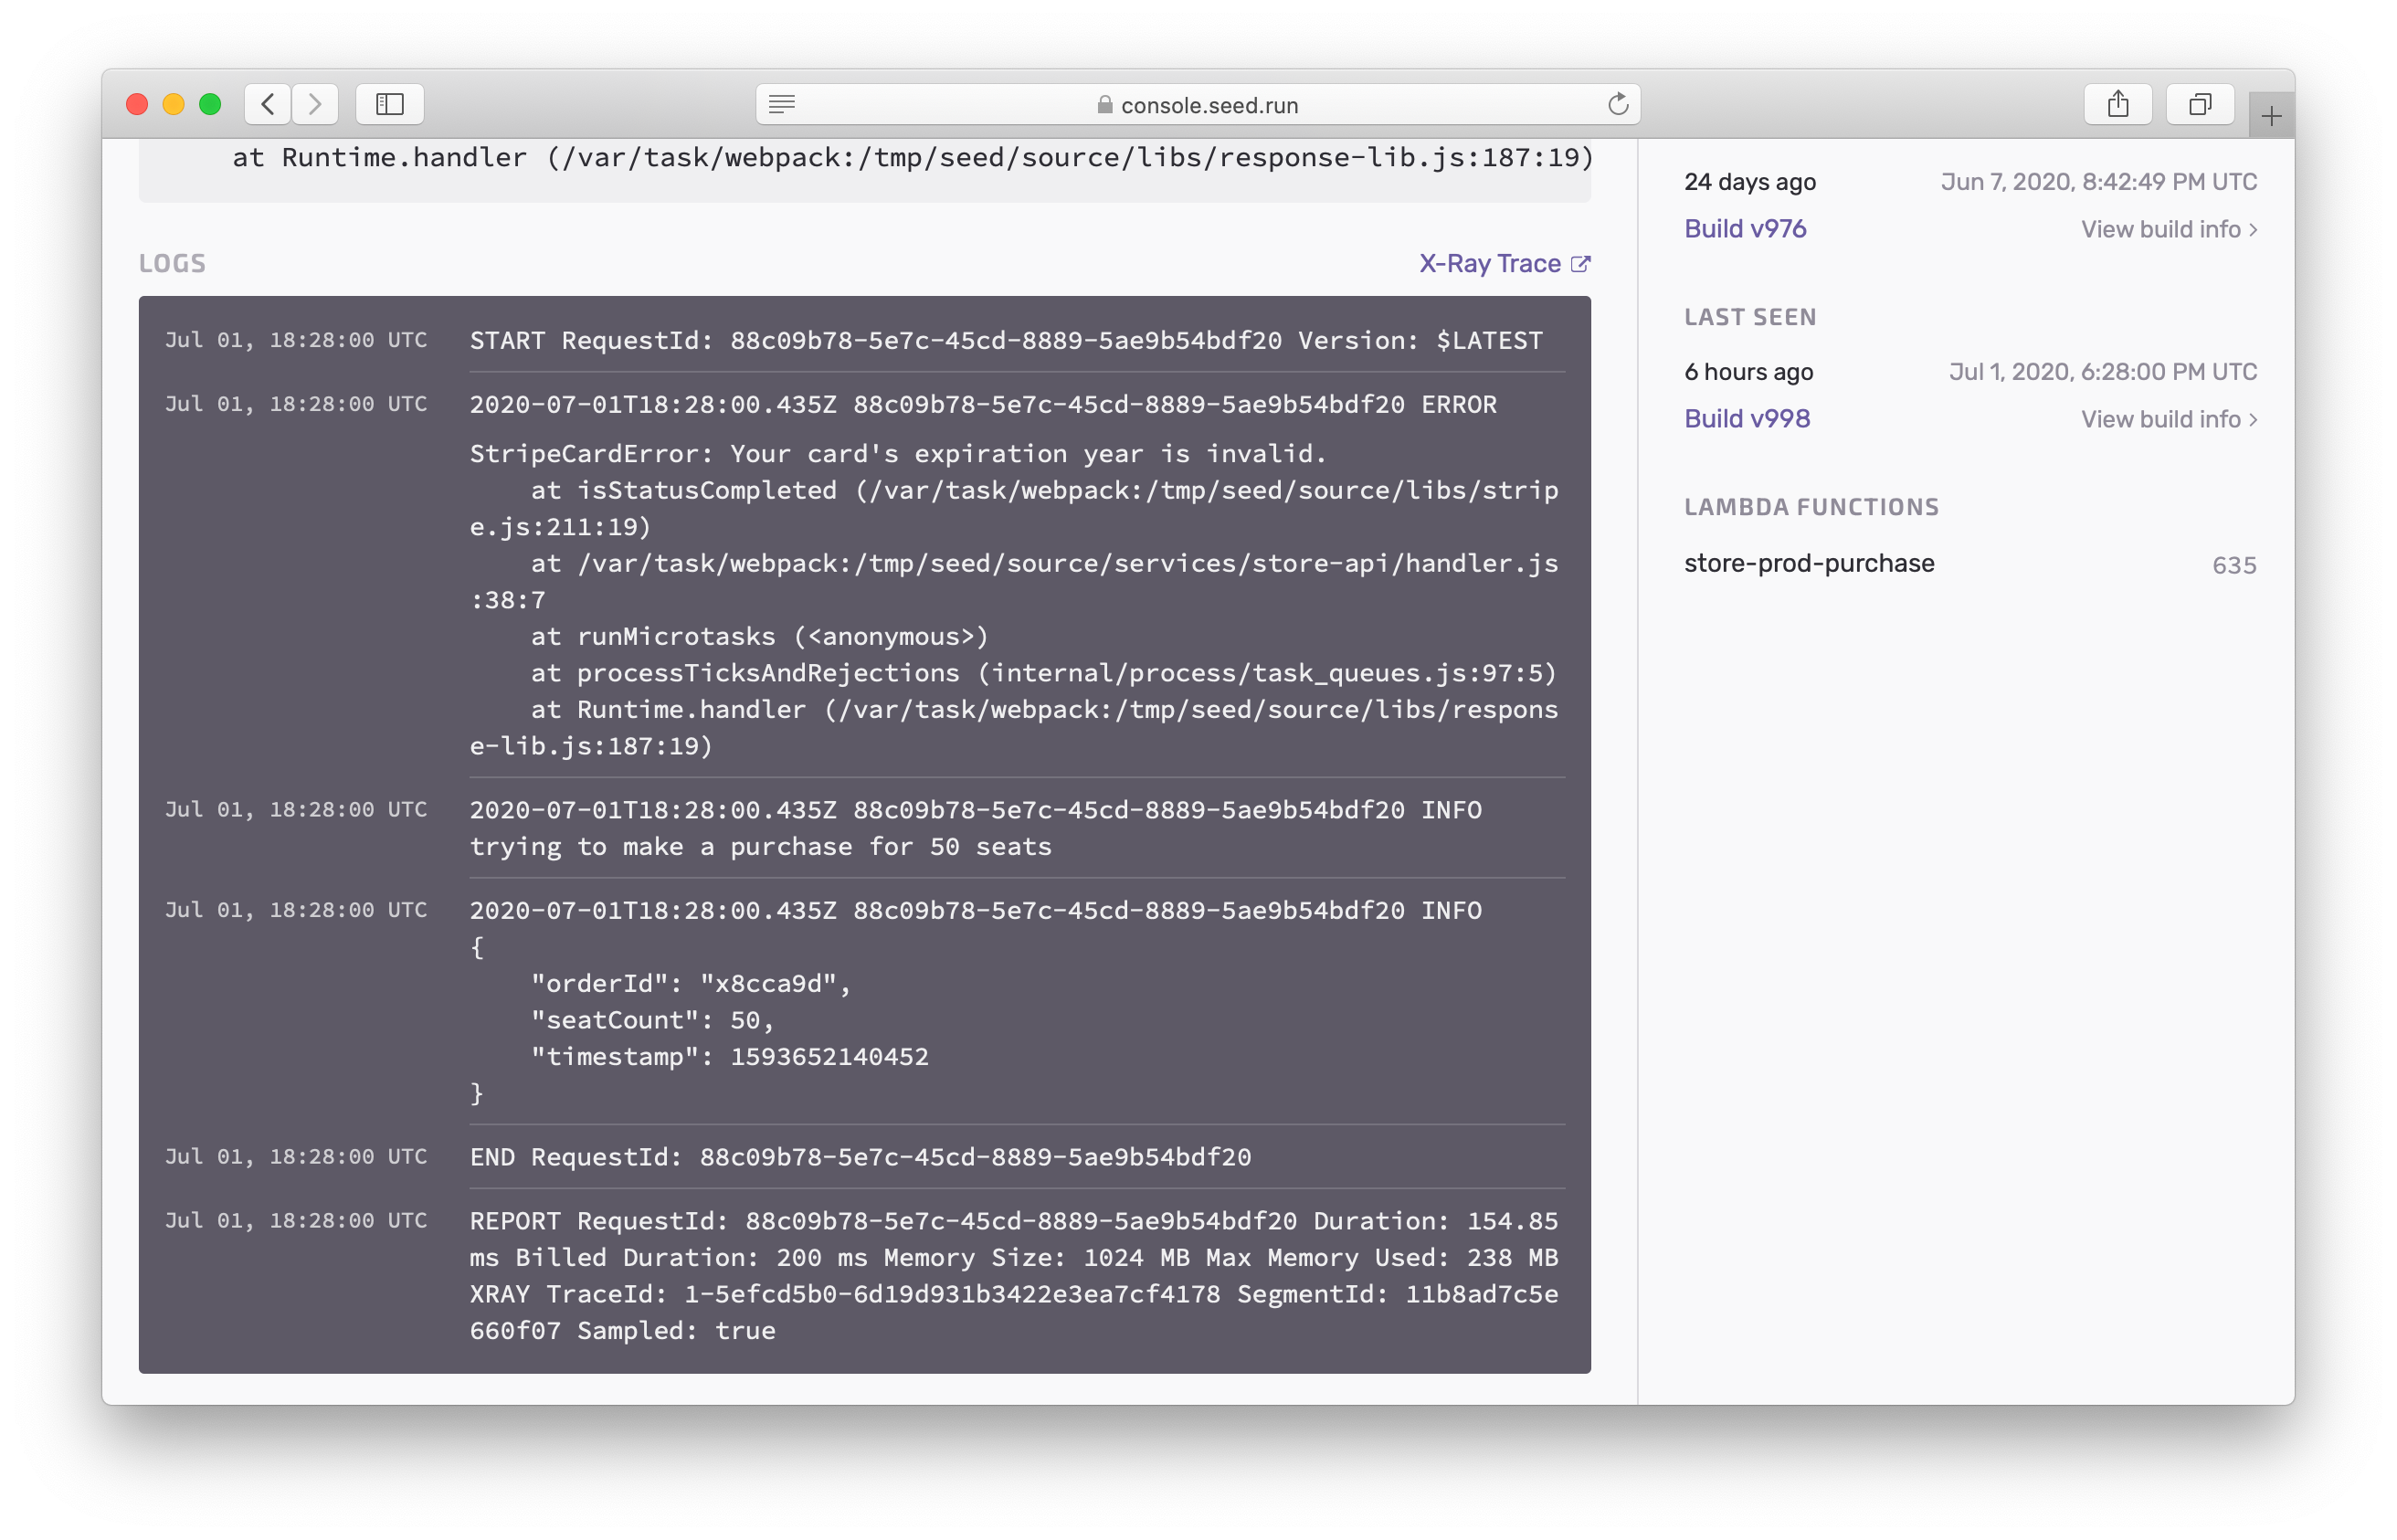 console.seed.run
at Runtime.handler (/var/task/webpack:/tmp/seed/source/libs/response-lib.js:187:19)
LOGS
X-Ray Trace
Jul 01, 18:28:00 UTC START RequestId: 88c09b78-5e7c-45cd-8889-5ae9b54bdf20 Version: $LATEST
Jul 01, 18:28:00 UTC 2020-07-01T18:28:00.435Z 88c09b78-5e7c-45cd-8889-5ae9b54bdf20 ERROR
StripeCardError: Your card's expiration year is invalid.
at isStatusCompleted (/var/task/webpack:/tmp/seed/source/libs/strip
e.js:211:19)
at /var/task/webpack:/tmp/seed/source/services/store-api/handler.js
:38:7
at runMicrotasks (<anonymous>)
at processTicksAndRejections (internal/process/task_queues.js:97:5)
at Runtime.handler (/var/task/webpack:/tmp/seed/source/libs/respons
e-lib.js:187:19)
Jul 01, 18:28:00 UTC 2020-07-01T18:28:00.435Z 88c09b78-5e7c-45cd-8889-5ae9b54bdf20 INFO
trying to make a purchase for 50 seats
Jul 01, 18:28:00 UTC 2020-07-01T18:28:00.435Z 88c09b78-5e7c-45cd-8889-5ae9b54bdf20 INFO
{
"orderId": "x8cca9d",
"seatCount": 50,
"timestamp": 1593652140452
}
Jul 01, 18:28:00 UTC END RequestId: 88c09b78-5e7c-45cd-8889-5ae9b54bdf20
Jul 01, 18:28:00 UTC REPORT RequestId: 88c09b78-5e7c-45cd-8889-5ae9b54bdf20 Duration: 154.85
ms Billed Duration: 200 ms Memory Size: 1024 MB Max Memory Used: 238 MB
XRAY TraceId: 1-5efcd5b0-6d19d931b3422e3ea7cf4178 SegmentId: 11b8ad7c5e
660f07 Sampled: true
24 days ago Jun 7, 2020, 8:42:49 PM UTC
Build v976 View build info >
LAST SEEN
6 hours ago Jul 1, 2020, 6:28:00 PM UTC
Build v998 View build info >
LAMBDA FUNCTIONS
store-prod-purchase 635